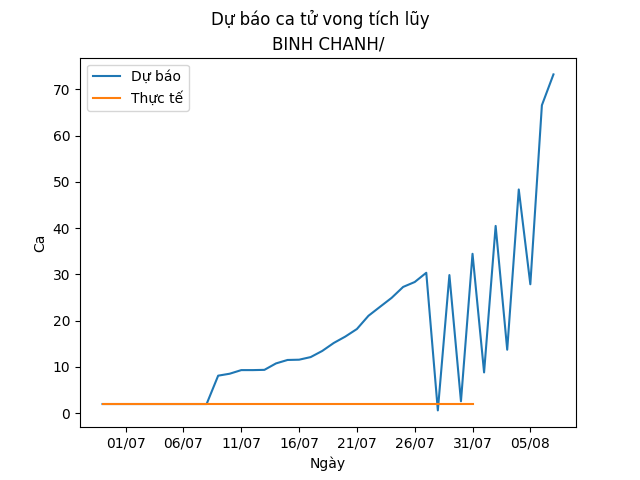 Dự báo ca tử vong tích lũy
BINH CHANH/
Dự báo
Thực tế
Ca
70
60
50
40
30
20
10
0
01/07 06/07 11/07 16/07 21/07 26/07 31/07 05/08
Ngày